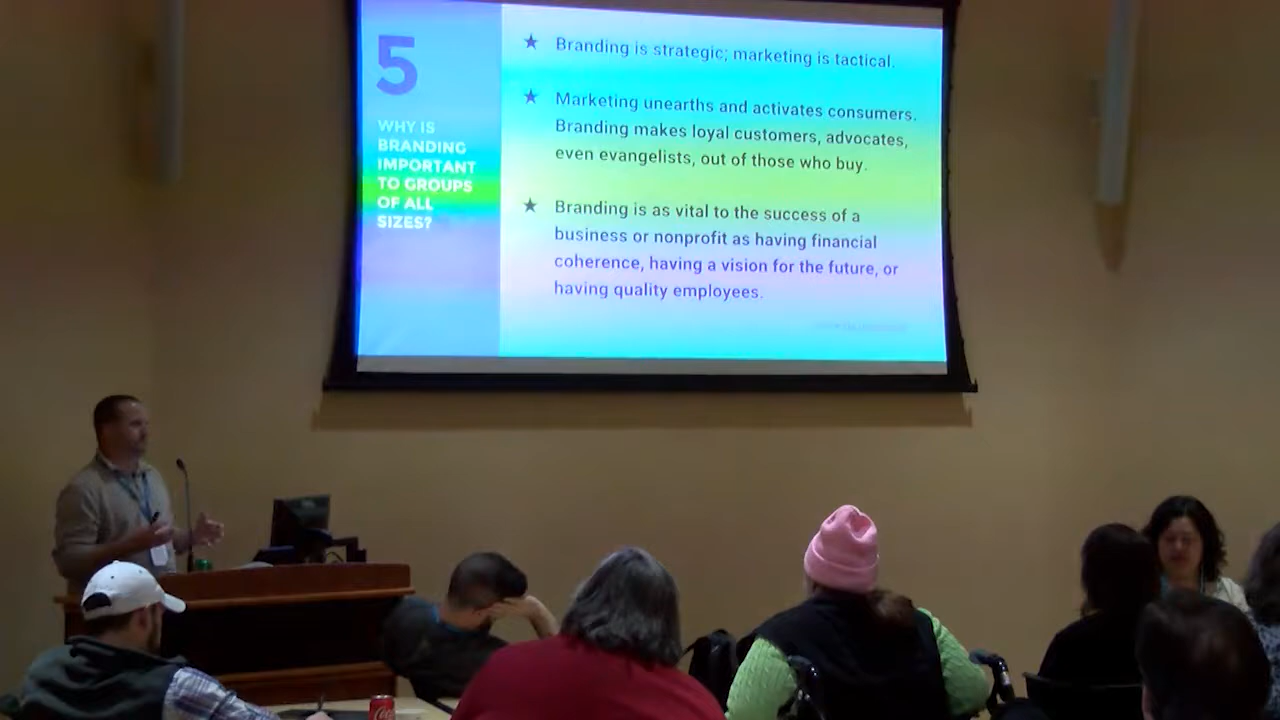 5
WHY IS
BRANDING
IMPORTANT
TO GROUPS
OF ALL
SIZES?
★ Branding is strategic; marketing is tactical.
★ Marketing unearths and activates consumers.
Branding makes loyal customers, advocates,
even evangelists, out of those who buy.
★ Branding is as vital to the success of a
business or nonprofit as having financial
coherence, having a vision for the future, or
having quality employees.